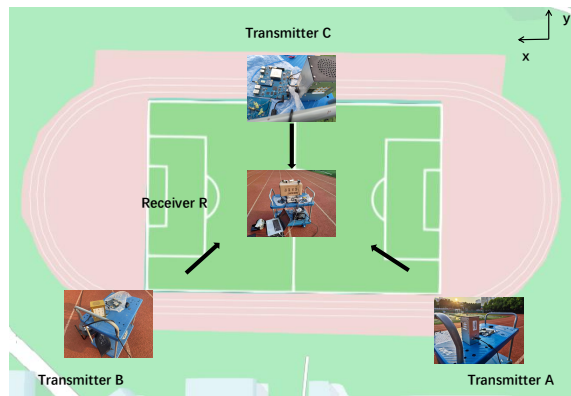 Transmitter C
y
x
Receiver R
Transmitter B
Transmitter A